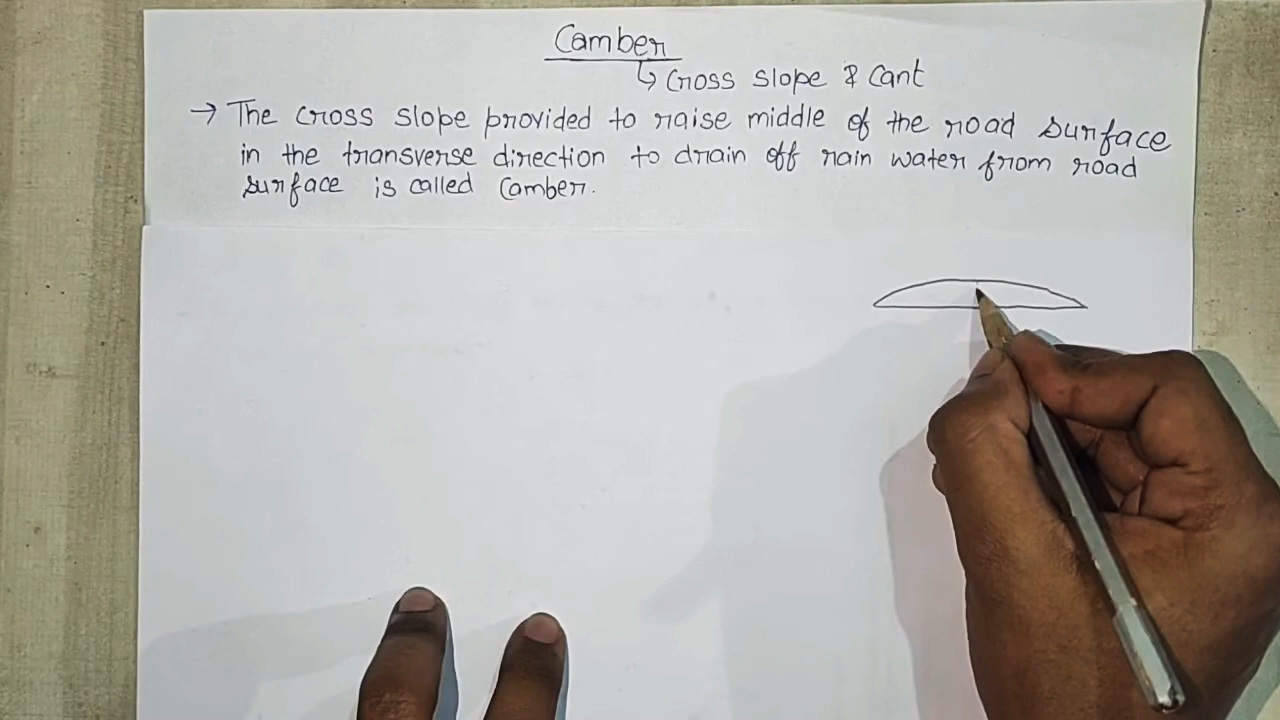 Camber
↳ Cross slope & Cant
→ The cross slope provided to raise middle of the road surface
in the transverse direction to drain off rain water from road
surface is called Camber.